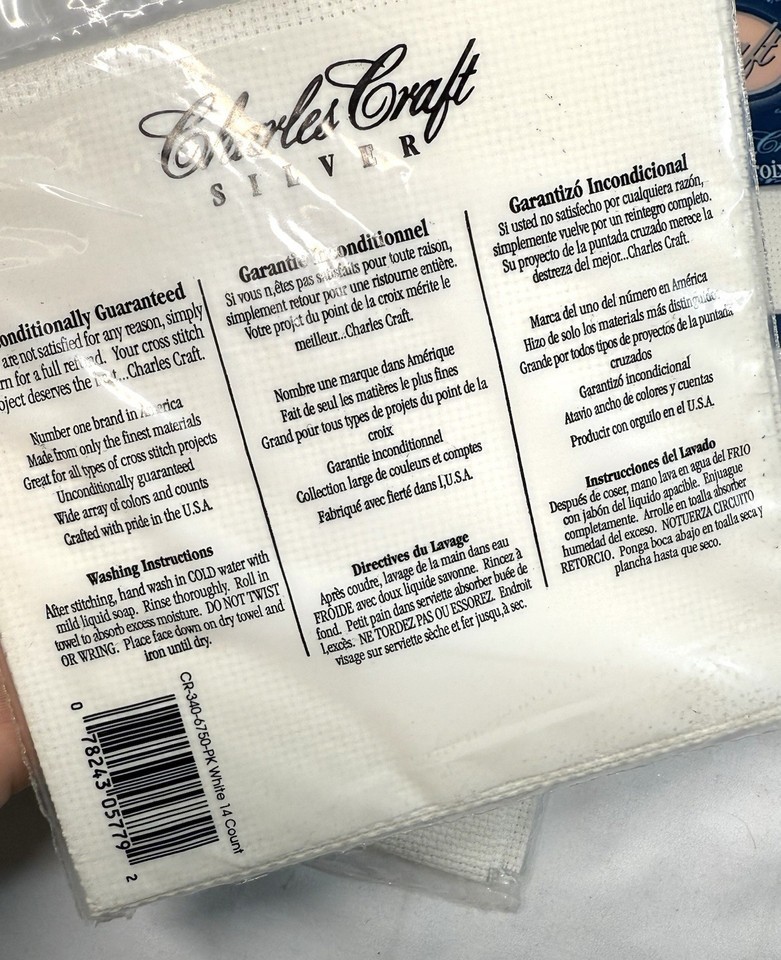 Charles Craft
SILVER
onditionally Guaranteed
are not satisfied for any reason, simply
rn for a full refund. Your cross stitch
oject deserves the ...Charles Craft.
Number one brand in America
Made from only the finest materials
Great for all types of cross stitch projects
Unconditionally guaranteed
Wide array of colors and counts
Crafted with pride in the U.S.A.
Washing Instructions
After stitching, hand wash in COLD water with
mild liquid soap. Rinse thoroughly. Roll in
towel to absorb excess moisture. DO NOT TWIST
OR WRING. Place face down on dry towel and
iron until dry.
Garantie Inconditionnel
Si vous n,êtes pas satisfaits pour toute raison,
simplement retour pour une ristourne entière.
Votre projet du point de la croix mérite le
meilleur...Charles Craft.
Nombre une marque dans Amérique
Fait de seul les matières le plus fines
Grand pour tous types de projets du point de la
croix
Garantie inconditionnel
Collection large de couleurs et comptes
Fabriqué avec fierté dans l,U.S.A.
Directives du Lavage
Après coudre, lavage de la main dans eau
FROIDE avec doux liquide savonne. Rincez à
fond. Petit pain dans serviette absorber buée de
l,excès. NE TORDEZ PAS OU ESSOREZ. Endroit
visage sur serviette sèche et fer jusqu,à sec.
Garantizó Incondicional
Si usted no satisfecho por cualquiera razón,
simplemente vuelve por un reintegro completo.
Su proyecto de la puntada cruzado merece la
destreza del mejor...Charles Craft.
Marca del uno del número en América
Hizo de solo los materiales más distinguidos
Grande por todos tipos de proyectos de la puntada
cruzados
Garantizó incondicional
Atavio ancho de colores y cuentas
Producir con orguilo en el U.S.A.
Instrucciones del Lavado
Después de coser, mano lava en agua del FRIO
con jabón del liquido apacible. Enjuague
completamente. Arrolle en toalla absorber
humedad del exceso. NOTUERZA CIRCUITO
RETORCIO. Ponga boca abajo en toalla seca y
plancha hasta que seco.
CR-340-6750-PK White 14 Count
0 78243 05779 2